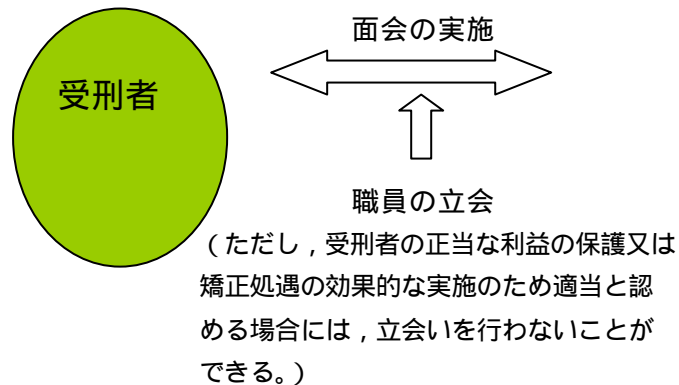 面会の実施
受刑者
職員の立会
(ただし,受刑者の正当な利益の保護又は
矯正処遇の効果的な実施のため適当と認
める場合には,立会いを行わないことが
できる。)